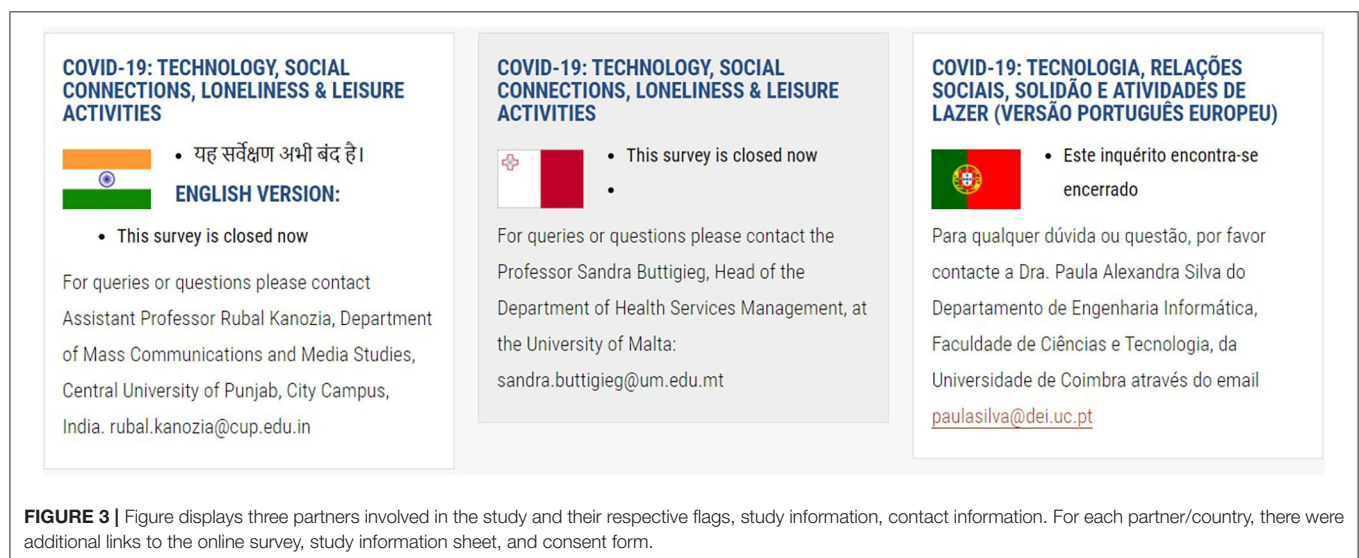 COVID-19: TECHNOLOGY, SOCIAL
CONNECTIONS, LONELINESS & LEISURE
ACTIVITIES
• यह सर्वेक्षण अभी बंद है।
ENGLISH VERSION:
• This survey is closed now
For queries or questions please contact
Assistant Professor Rubal Kanozia, Department
of Mass Communications and Media Studies,
Central University of Punjab, City Campus,
India. rubal.kanozia@cup.edu.in
COVID-19: TECHNOLOGY, SOCIAL
CONNECTIONS, LONELINESS & LEISURE
ACTIVITIES
• This survey is closed now
•
For queries or questions please contact the
Professor Sandra Buttigieg, Head of the
Department of Health Services Management, at
the University of Malta:
sandra.buttigieg@um.edu.mt
COVID-19: TECNOLOGIA, RELAÇÕES
SOCIAIS, SOLIDÃO E ATIVIDADES DE
LAZER (VERSÃO PORTUGUÊS EUROPEU)
• Este inquérito encontra-se
encerrado
Para qualquer dúvida ou questão, por favor
contacte a Dra. Paula Alexandra Silva do
Departamento de Engenharia Informática,
Faculdade de Ciências e Tecnologia, da
Universidade de Coimbra através do email
paulasilva@dei.uc.pt
FIGURE 3 | Figure displays three partners involved in the study and their respective flags, study information, contact information. For each partner/country, there were
additional links to the online survey, study information sheet, and consent form.